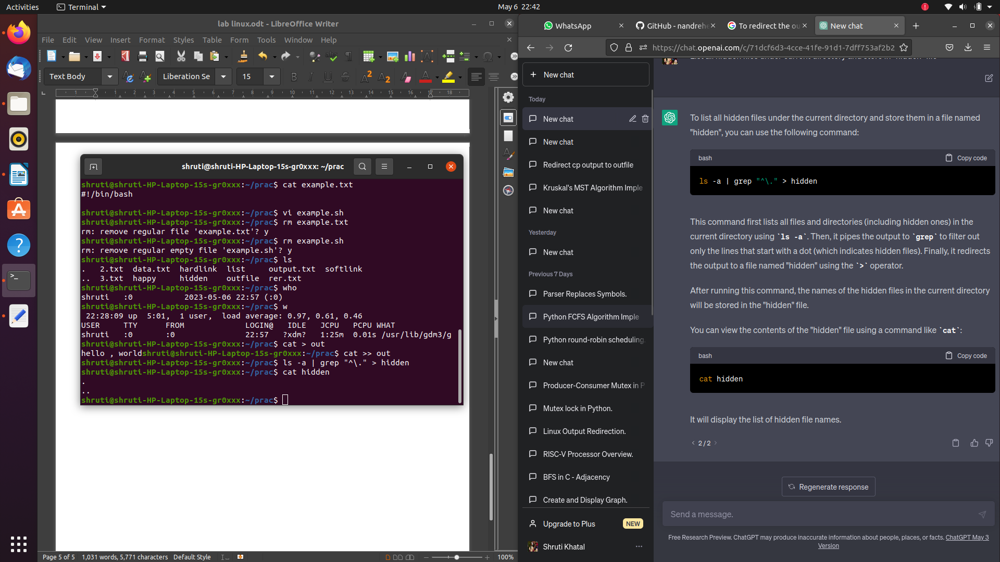 Activities
Terminal
May 6 22:42
lab linux.odt - LibreOffice Writer
File Edit View Insert Format Styles Table Form Tools Window Help
Text Body
Liberation Se
15
1 1 2 3 4 5 6 7 8 9 10 11 12 13 14 15 16 17 18
shruti@shruti-HP-Laptop-15s-gr0xxx: ~/prac
shruti@shruti-HP-Laptop-15s-gr0xxx:~/prac$ cat example.txt
#!/bin/bash
shruti@shruti-HP-Laptop-15s-gr0xxx:~/prac$ vi example.sh
shruti@shruti-HP-Laptop-15s-gr0xxx:~/prac$ rm example.txt
rm: remove regular file 'example.txt'? y
shruti@shruti-HP-Laptop-15s-gr0xxx:~/prac$ rm example.sh
rm: remove regular empty file 'example.sh'? y
shruti@shruti-HP-Laptop-15s-gr0xxx:~/prac$ ls
. 2.txt data.txt hardlink list output.txt softlink
.. 3.txt happy hidden outfile rer.txt
shruti@shruti-HP-Laptop-15s-gr0xxx:~/prac$ who
shruti :0 2023-05-06 22:57 (:0)
shruti@shruti-HP-Laptop-15s-gr0xxx:~/prac$ w
22:28:09 up 5:01, 1 user, load average: 0.97, 0.61, 0.46
USER TTY FROM LOGIN@ IDLE JCPU PCPU WHAT
shruti :0 :0 22:57 ?xdm? 1:25m 0.01s /usr/lib/gdm3/g
shruti@shruti-HP-Laptop-15s-gr0xxx:~/prac$ cat > out
hello , worldshruti@shruti-HP-Laptop-15s-gr0xxx:~/prac$ cat >> out
shruti@shruti-HP-Laptop-15s-gr0xxx:~/prac$ ls -a | grep "^\." > hidden
shruti@shruti-HP-Laptop-15s-gr0xxx:~/prac$ cat hidden
.
..
shruti@shruti-HP-Laptop-15s-gr0xxx:~/prac$
Page 5 of 5
1,031 words, 5,771 characters
Default Style
100%
WhatsApp
GitHub - nandrehe
To redirect the ou
New chat
https://chat.openai.com/c/71dcf6d3-4cce-41fe-91d1-7dff753af2b2
New chat
Today
New chat
New chat
Redirect cp output to outfile
Kruskal's MST Algorithm Imple
New chat
Yesterday
New chat
Previous 7 Days
Parser Replaces Symbols.
Python FCFS Algorithm Imple
Python round-robin scheduling.
New chat
Producer-Consumer Mutex in P
Mutex lock in Python.
Linux Output Redirection.
RISC-V Processor Overview.
BFS in C - Adjacency
Create and Display Graph.
Upgrade to Plus
NEW
Shruti Khatal
To list all hidden files under the current directory and store them in a file named
"hidden", you can use the following command:
bash
Copy code
ls -a | grep "^\." > hidden
This command first lists all files and directories (including hidden ones) in the
current directory using `ls -a`. Then, it pipes the output to `grep` to filter out
only the lines that start with a dot (which indicates hidden files). Finally, it redirects
the output to a file named "hidden" using the `>` operator.
After running this command, the names of the hidden files in the current directory
will be stored in the "hidden" file.
You can view the contents of the "hidden" file using a command like `cat`:
bash
Copy code
cat hidden
It will display the list of hidden file names.
2 / 2
Regenerate response
Send a message.
Free Research Preview. ChatGPT may produce inaccurate information about people, places, or facts. ChatGPT May 3
Version